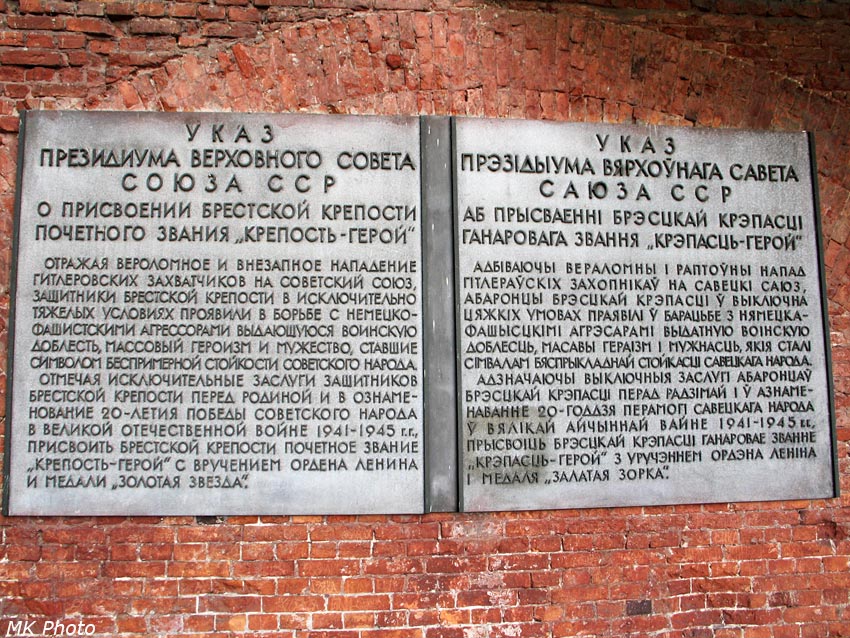 УКАЗ
ПРЕЗИДИУМА ВЕРХОВНОГО СОВЕТА
СОЮЗА ССР
О ПРИСВОЕНИИ БРЕСТСКОЙ КРЕПОСТИ
ПОЧЕТНОГО ЗВАНИЯ „КРЕПОСТЬ-ГЕРОЙ“
ОТРАЖАЯ ВЕРОЛОМНОЕ И ВНЕЗАПНОЕ НАПАДЕНИЕ
ГИТЛЕРОВСКИХ ЗАХВАТЧИКОВ НА СОВЕТСКИЙ СОЮЗ,
ЗАЩИТНИКИ БРЕСТСКОЙ КРЕПОСТИ В ИСКЛЮЧИТЕЛЬНО
ТЯЖЕЛЫХ УСЛОВИЯХ ПРОЯВИЛИ В БОРЬБЕ С НЕМЕЦКО-
ФАШИСТСКИМИ АГРЕССОРАМИ ВЫДАЮЩУЮСЯ ВОИНСКУЮ
ДОБЛЕСТЬ, МАССОВЫЙ ГЕРОИЗМ И МУЖЕСТВО, СТАВШИЕ
СИМВОЛОМ БЕСПРИМЕРНОЙ СТОЙКОСТИ СОВЕТСКОГО НАРОДА.
ОТМЕЧАЯ ИСКЛЮЧИТЕЛЬНЫЕ ЗАСЛУГИ ЗАЩИТНИКОВ
БРЕСТСКОЙ КРЕПОСТИ ПЕРЕД РОДИНОЙ И В ОЗНАМЕ-
НОВАНИЕ 20-ЛЕТИЯ ПОБЕДЫ СОВЕТСКОГО НАРОДА
В ВЕЛИКОЙ ОТЕЧЕСТВЕННОЙ ВОЙНЕ 1941-1945 г.г.,
ПРИСВОИТЬ БРЕСТСКОЙ КРЕПОСТИ ПОЧЕТНОЕ ЗВАНИЕ
„КРЕПОСТЬ-ГЕРОЙ“ С ВРУЧЕНИЕМ ОРДЕНА ЛЕНИНА
И МЕДАЛИ „ЗОЛОТАЯ ЗВЕЗДА“.
УКАЗ
ПРЭЗІДЫУМА ВЯРХОЎНАГА САВЕТА
САЮЗА ССР
АБ ПРЫСВАЕННІ БРЭСЦКАЙ КРЭПАСЦІ
ГАНАРОВАГА ЗВАННЯ „КРЭПАСЦЬ-ГЕРОЙ“
АДБІВАЮЧЫ ВЕРАЛОМНЫ І РАПТОЎНЫ НАПАД
ГІТЛЕРАЎСКІХ ЗАХОПНІКАЎ НА САВЕЦКІ САЮЗ,
АБАРОНЦЫ БРЭСЦКАЙ КРЭПАСЦІ Ў ВЫКЛЮЧНА
ЦЯЖКІХ УМОВАХ ПРАЯВІЛІ Ў БАРАЦЬБЕ З НЯМЕЦКА-
ФАШЫСЦКІМІ АГРЭСАРАМІ ВЫДАТНУЮ ВОІНСКУЮ
ДОБЛЕСЦЬ, МАСАВЫ ГЕРАІЗМ І МУЖНАСЦЬ, ЯКІЯ СТАЛІ
СІМВАЛАМ БЯСПРЫКЛАДНАЙ СТОЙКАСЦІ САВЕЦКАГА НАРОДА.
АДЗНАЧАЮЧЫ ВЫКЛЮЧНЫЯ ЗАСЛУГІ АБАРОНЦАЎ
БРЭСЦКАЙ КРЭПАСЦІ ПЕРАД РАДЗІМАЙ І Ў АЗНАМЕ-
НАВАННЕ 20-ГОДДЗЯ ПЕРАМОГІ САВЕЦКАГА НАРОДА
Ў ВЯЛІКАЙ АЙЧЫННАЙ ВАЙНЕ 1941-1945 г.г.,
ПРЫСВОІЦЬ БРЭСЦКАЙ КРЭПАСЦІ ГАНАРОВАЕ ЗВАННЕ
„КРЭПАСЦЬ-ГЕРОЙ“ З УРУЧЭННЕМ ОРДЭНА ЛЕНІНА
І МЕДАЛЯ „ЗАЛАТАЯ ЗОРКА“.
MK Photo